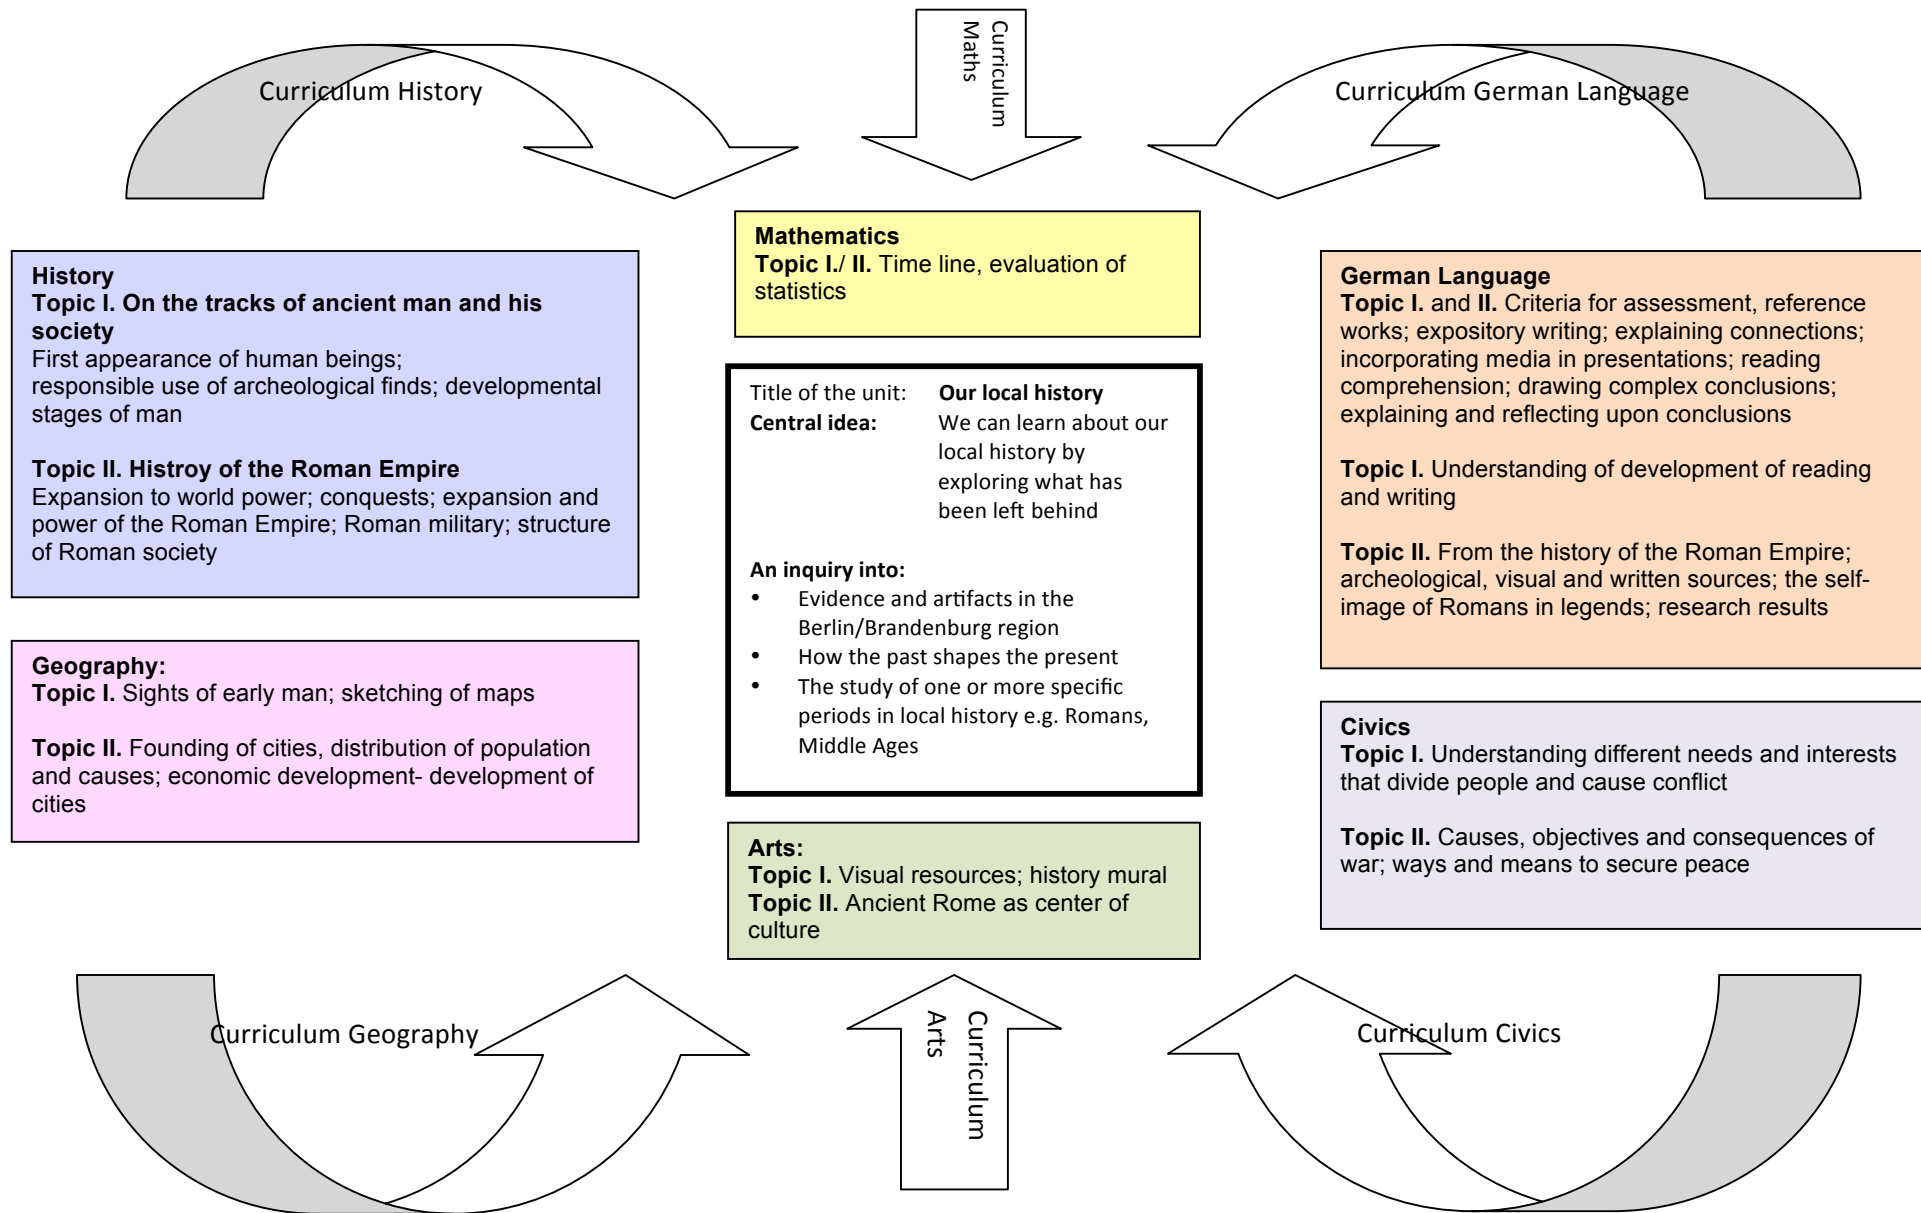 Curriculum History
Curriculum
Maths
Curriculum German Language
Mathematics
Topic I./ II. Time line, evaluation of
statistics
History
Topic I. On the tracks of ancient man and his
society
First appearance of human beings;
responsible use of archeological finds; developmental
stages of man
Topic II. Histroy of the Roman Empire
Expansion to world power; conquests; expansion and
power of the Roman Empire; Roman military; structure
of Roman society
German Language
Topic I. and II. Criteria for assessment, reference
works; expository writing; explaining connections;
incorporating media in presentations; reading
comprehension; drawing complex conclusions;
explaining and reflecting upon conclusions
Topic I. Understanding of development of reading
and writing
Topic II. From the history of the Roman Empire;
archeological, visual and written sources; the self-
image of Romans in legends; research results
Title of the unit: Our local history
Central idea: We can learn about our
local history by
exploring what has
been left behind
An inquiry into:
• Evidence and artifacts in the
Berlin/Brandenburg region
• How the past shapes the present
• The study of one or more specific
periods in local history e.g. Romans,
Middle Ages
Geography:
Topic I. Sights of early man; sketching of maps
Topic II. Founding of cities, distribution of population
and causes; economic development- development of
cities
Civics
Topic I. Understanding different needs and interests
that divide people and cause conflict
Topic II. Causes, objectives and consequences of
war; ways and means to secure peace
Arts:
Topic I. Visual resources; history mural
Topic II. Ancient Rome as center of
culture
Curriculum Geography
Curriculum
Arts
Curriculum Civics